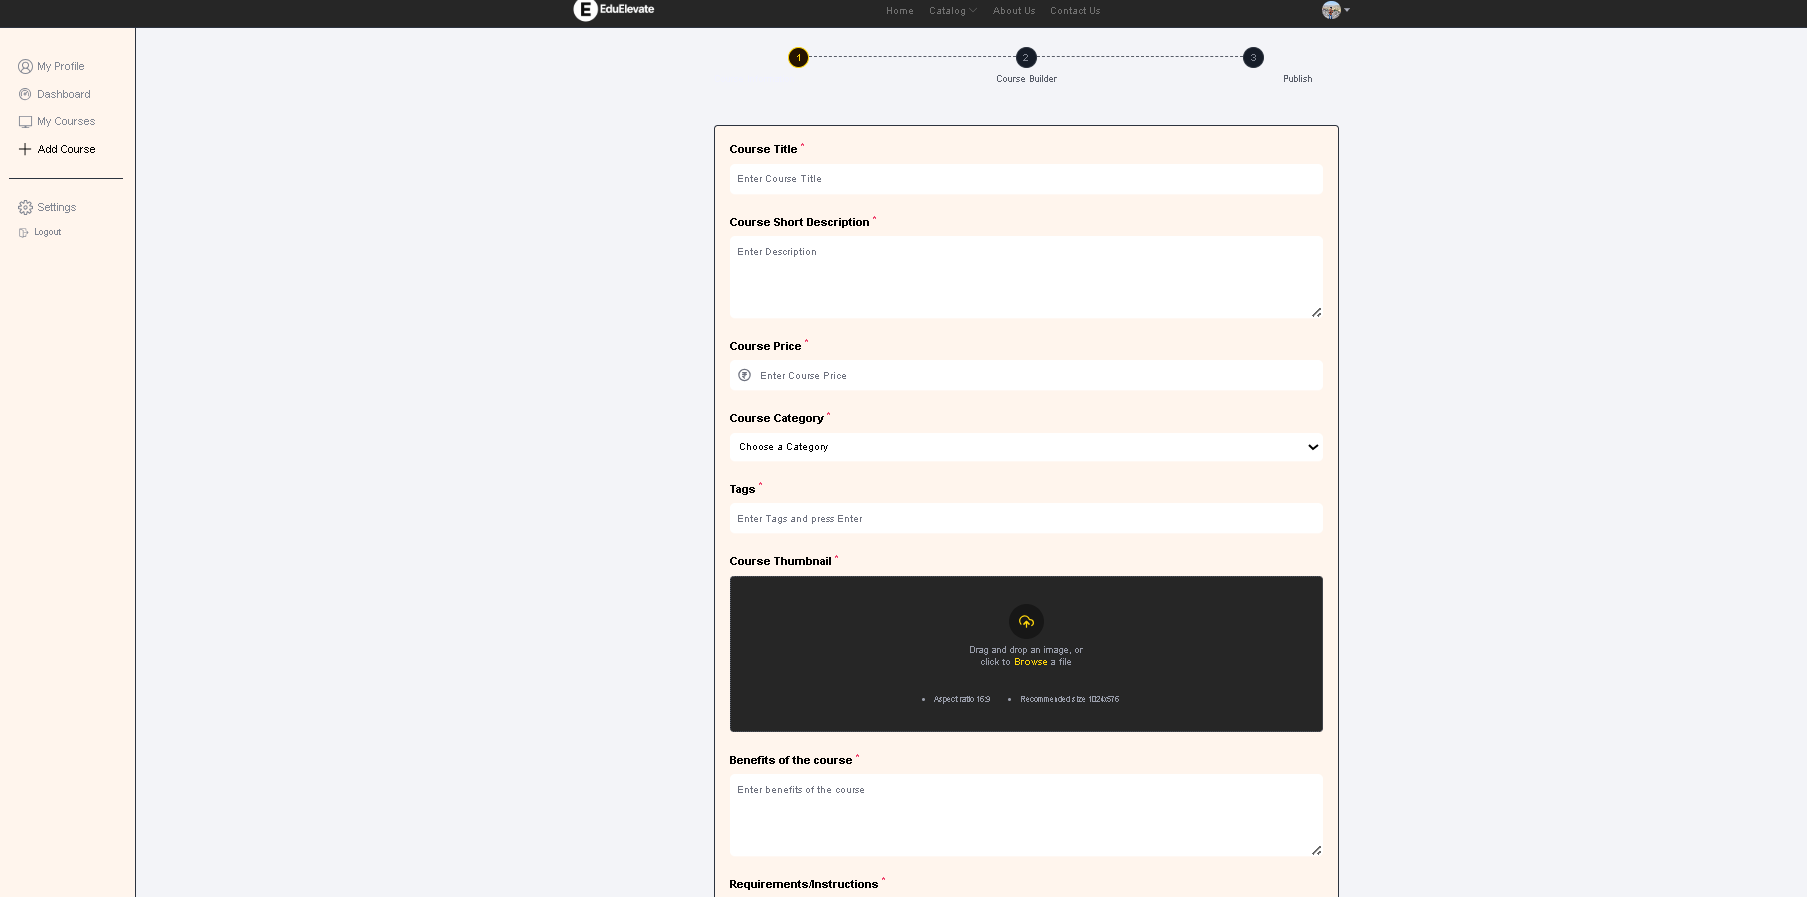 EduElevate
Home Catalog About Us Contact Us
My Profile
Dashboard
My Courses
Add Course
Settings
Logout
1 2 3
Course Builder Publish
Course Title *
Enter Course Title
Course Short Description *
Enter Description
Course Price *
Enter Course Price
Course Category *
Choose a Category
Tags *
Enter Tags and press Enter
Course Thumbnail *
Drag and drop an image, or
click to Browse a file
• Aspect ratio 16:9 • Recommended size 1024x576
Benefits of the course *
Enter benefits of the course
Requirements/Instructions *